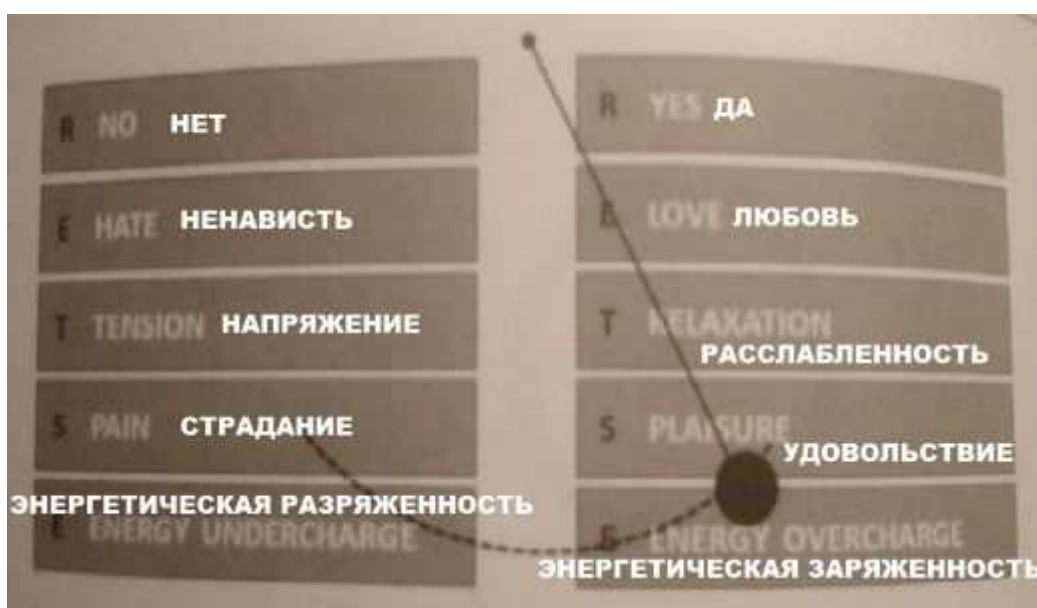 R NO НЕТ
E HATE НЕНАВИСТЬ
T TENSION НАПРЯЖЕНИЕ
S PAIN СТРАДАНИЕ
ЭНЕРГЕТИЧЕСКАЯ РАЗРЯЖЕННОСТЬ
E ENERGY UNDERCHARGE
R YES ДА
E LOVE ЛЮБОВЬ
T RELAXATION
РАССЛАБЛЕННОСТЬ
S PLAISURE
УДОВОЛЬСТВИЕ
E ENERGY OVERCHARGE
ЭНЕРГЕТИЧЕСКАЯ ЗАРЯЖЕННОСТЬ